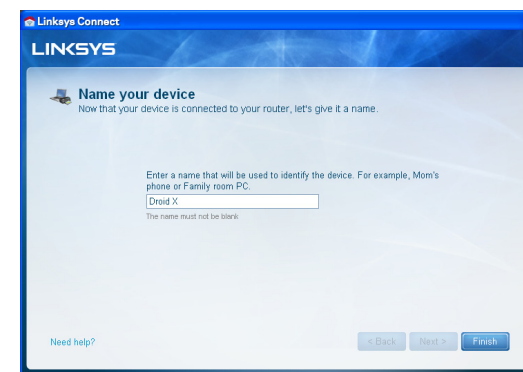 Linksys Connect
LINKSYS
Name your device
Now that your device is connected to your router, let's give it a name.
Enter a name that will be used to identify the device. For example, Mom's
phone or Family room PC.
Droid X
The name must not be blank
Need help?
< Back
Next >
Finish